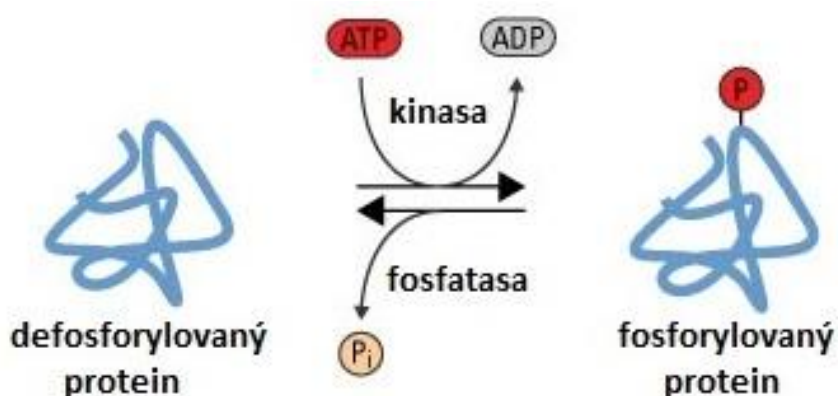 ATP
ADP
kinasa
P
fosfatasa
defosforylovaný
protein
Pi
fosforylovaný
protein